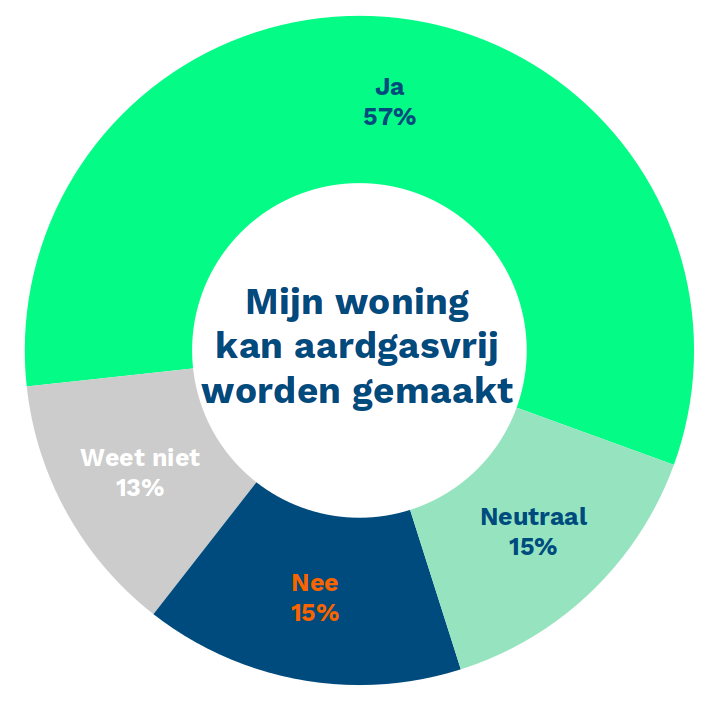 Ja
57%
Mijn woning
kan aardgasvrij
worden gemaakt
Weet niet
13%
Neutraal
15%
Nee
15%